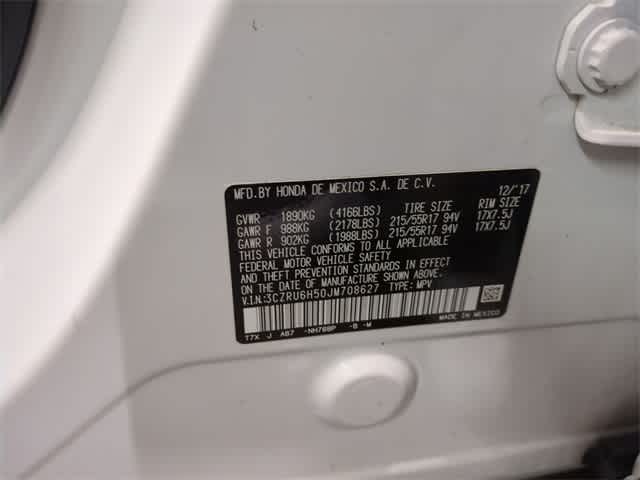 MFD.BY HONDA DE MEXICO S.A. DE C.V. 12/'17
GVWR 1890KG (4166LBS) TIRE SIZE RIM SIZE
GAWR F 988KG (2178LBS) 215/55R17 94V 17X7.5J
GAWR R 902KG (1988LBS) 215/55R17 94V 17X7.5J
THIS VEHICLE CONFORMS TO ALL APPLICABLE
FEDERAL MOTOR VEHICLE SAFETY
AND THEFT PREVENTION STANDARDS IN EFFECT
ON THE DATE OF MANUFACTURE SHOWN ABOVE.
V.I.N:3CZRU6H50JM708627 TYPE: MPV
MADE IN MEXICO
T7X J A67 -NH788P -B -M